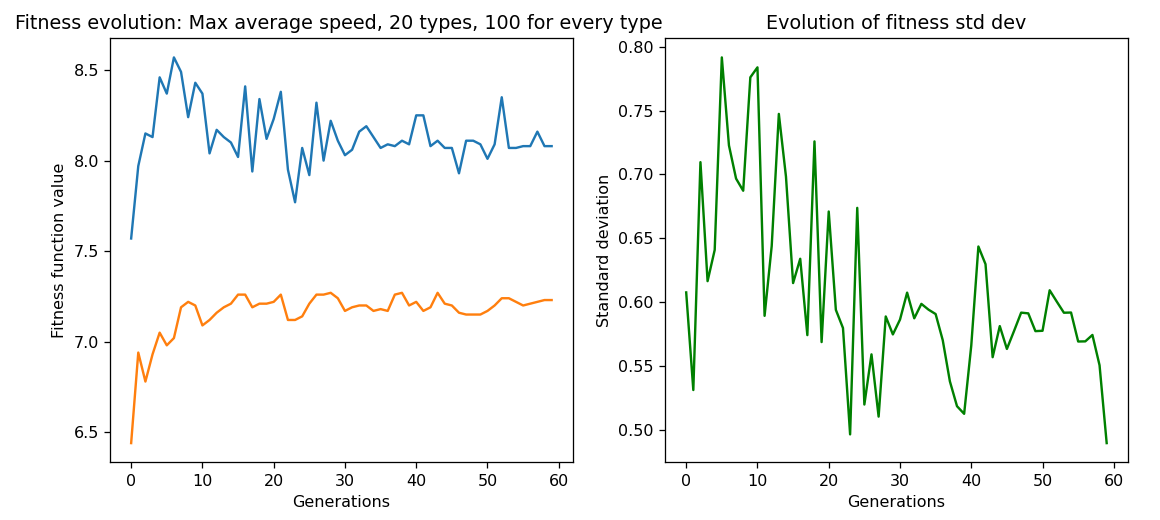 Fitness evolution: Max average speed, 20 types, 100 for every type
Fitness function value
8.5
8.0
7.5
7.0
6.5
0 10 20 30 40 50 60
Generations
Evolution of fitness std dev
Standard deviation
0.80
0.75
0.70
0.65
0.60
0.55
0.50
0 10 20 30 40 50 60
Generations